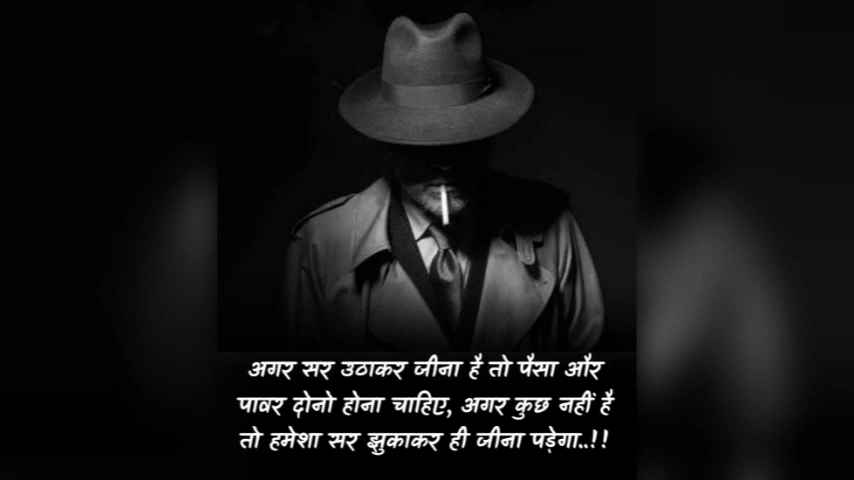 अगर सर उठाकर जीना है तो पैसा और
पावर दोनो होना चाहिए, अगर कुछ नहीं है
तो हमेशा सर झुकाकर ही जीना पड़ेगा..!!